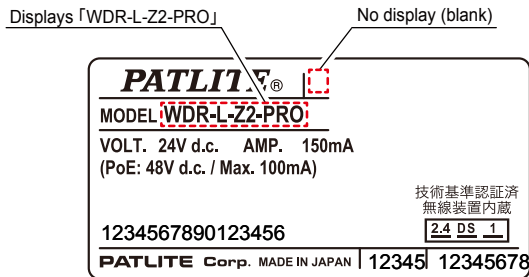 Displays「WDR-L-Z2-PRO」
No display (blank)
PATLITE®
MODEL WDR-L-Z2-PRO
VOLT. 24V d.c. AMP. 150mA
(PoE: 48V d.c. / Max. 100mA)
技術基準認証済
無線装置内蔵
2.4 DS 1
1234567890123456
PATLITE Corp. MADE IN JAPAN 12345 12345678